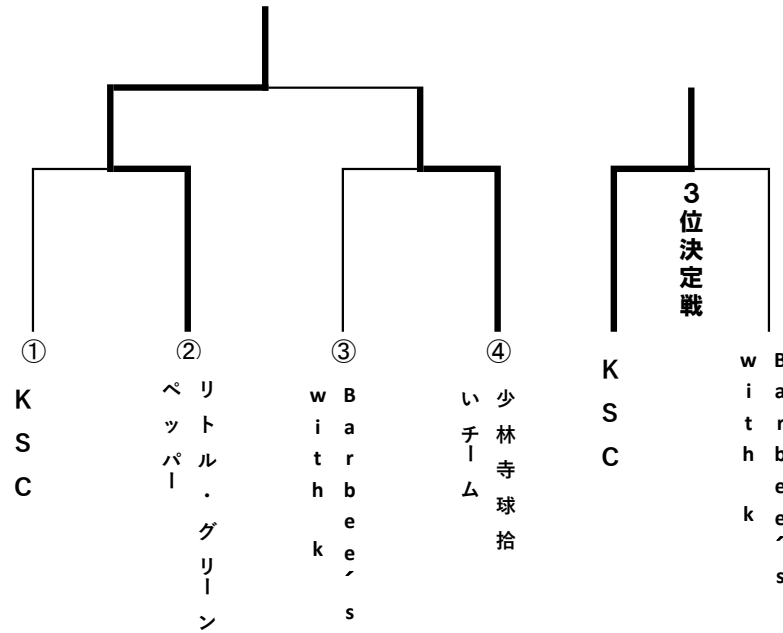 ①
KSC
②
リトル・グリーン
ペッパー
③
Barbee´s
with k
④
少林寺球拾
いチーム
3位決定戦
KSC
Barbee´s
with k